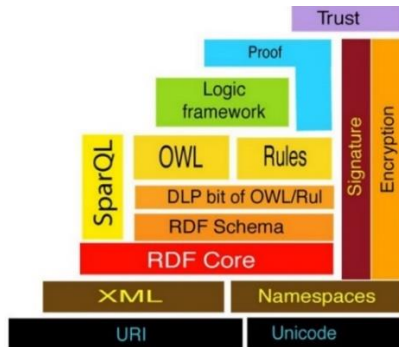 Trust
Proof
Logic
framework
SparQL
OWL
Rules
DLP bit of OWL/Rul
RDF Schema
RDF Core
Signature
Encryption
XML
Namespaces
URI
Unicode